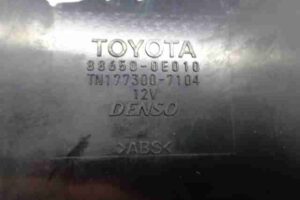 TOYOTA
88650-0E010
TN177300-7104
12V
DENSO
>ABS<